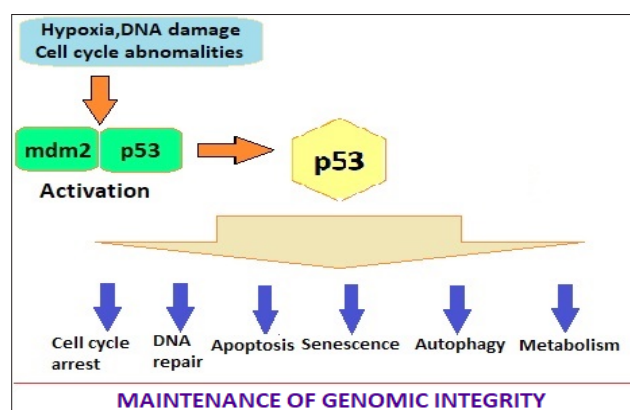 Hypoxia,DNA damage
Cell cycle abnomalities
mdm2 p53
Activation
p53
Cell cycle
arrest
DNA
repair
Apoptosis
Senescence
Autophagy
Metabolism
MAINTENANCE OF GENOMIC INTEGRITY